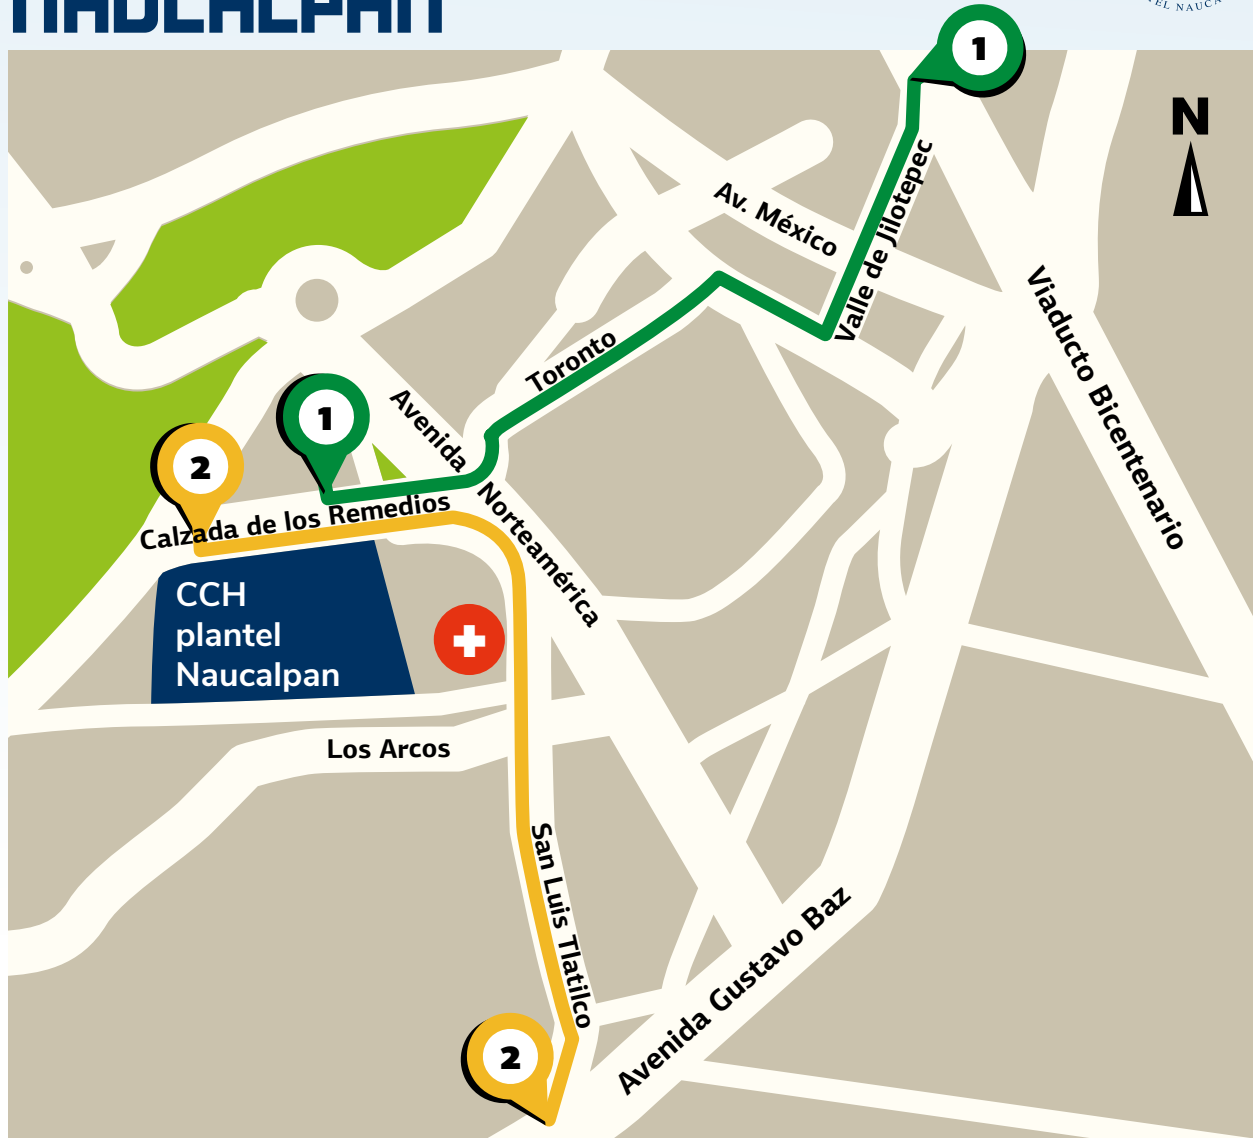 NAUCALPAN
1
N
Av. México
Valle de Jilotepec
Viaducto Bicentenario
Toronto
Avenida
Norteamérica
1
2
Calzada de los Remedios
CCH
plantel
Naucalpan
Los Arcos
San Luis Tlatilco
Avenida Gustavo Baz
2